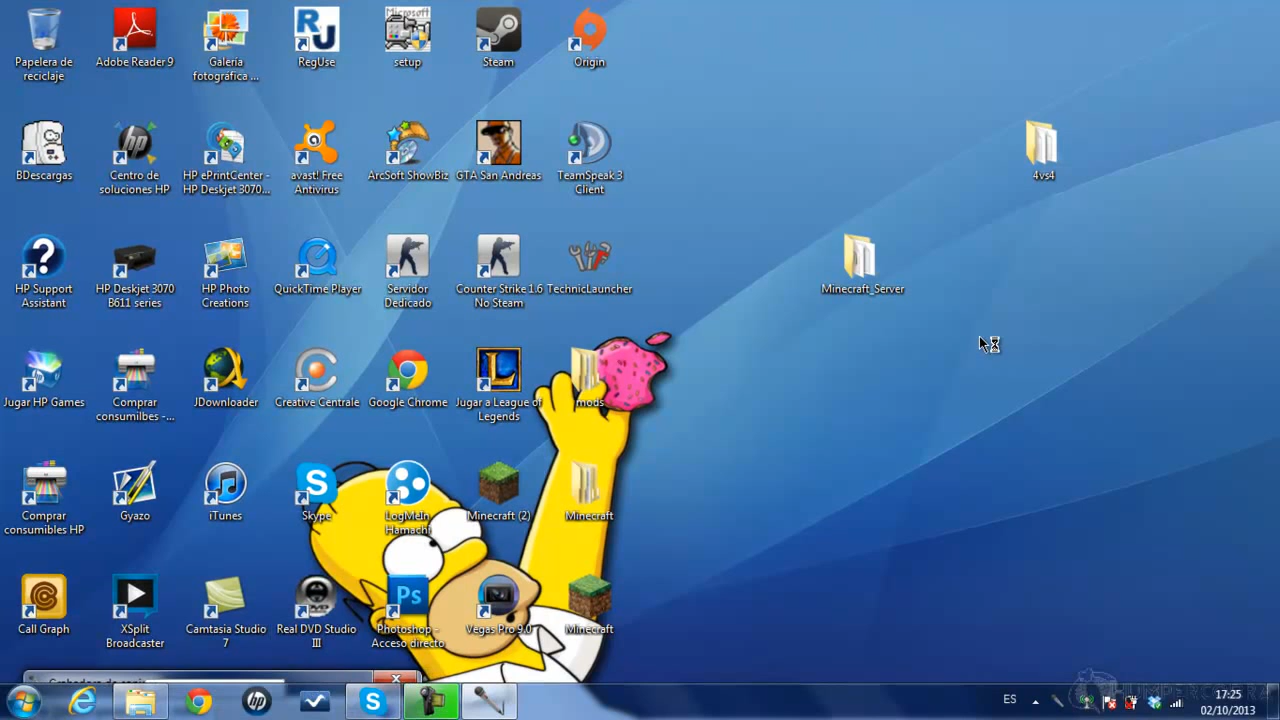 Papelera de
reciclaje
Adobe Reader 9
Galería
fotográfica ...
RegUse
Microsoft
setup
Steam
Origin
BDescargas
Centro de
soluciones HP
HP ePrintCenter -
HP Deskjet 3070...
avast! Free
Antivirus
ArcSoft ShowBiz
GTA San Andreas
TeamSpeak 3
Client
4vs4
HP Support
Assistant
HP Deskjet 3070
B611 series
HP Photo
Creations
QuickTime Player
Servidor
Dedicado
Counter Strike 1.6
No Steam
TechnicLauncher
Minecraft_Server
Jugar HP Games
Comprar
consumilbes -...
JDownloader
Creative Centrale
Google Chrome
Jugar a League of
Legends
mods
Comprar
consumibles HP
Gyazo
iTunes
Skype
LogMeIn
Hamachi
Minecraft (2)
Minecraft
Call Graph
XSplit
Broadcaster
Camtasia Studio
7
Real DVD Studio
III
Photoshop -
Acceso directo
Vegas Pro 9.0
Minecraft
ES
17:25
02/10/2013